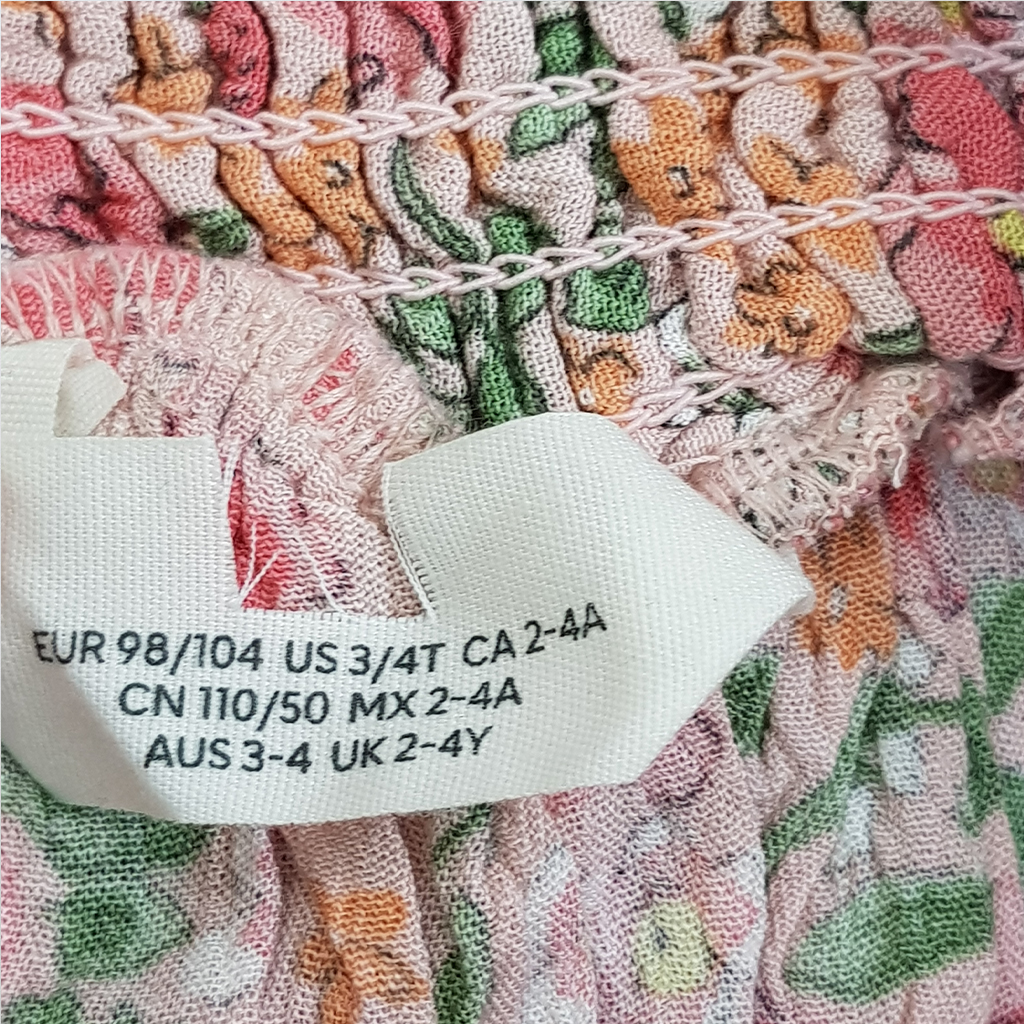 EUR 98/104 US 3/4T CA 2-4A
CN 110/50 MX 2-4A
AUS 3-4 UK 2-4Y